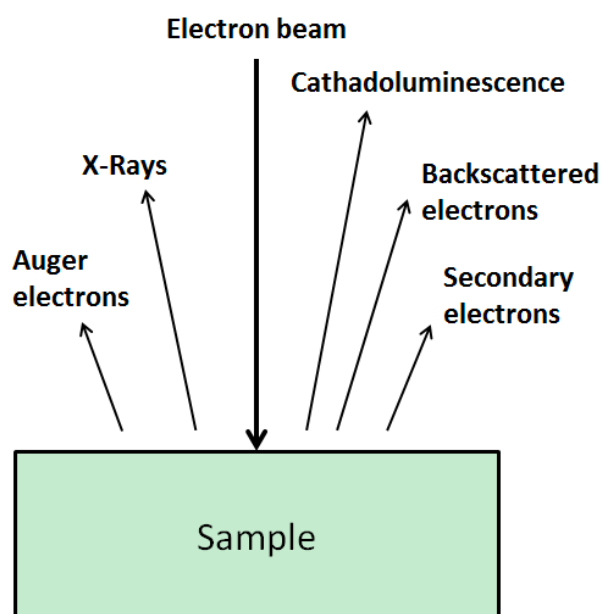 Electron beam
Cathadoluminescence
X-Rays
Backscattered
electrons
Auger
electrons
Secondary
electrons
Sample